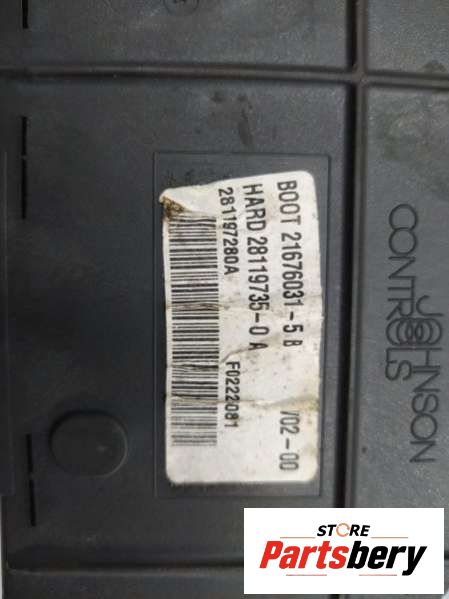 BOOT 21676031-5 B /02-00
HARD 28119735-0 A
281197280A F0222081
JOHNSON
CONTROLS
STORE
Partsbery